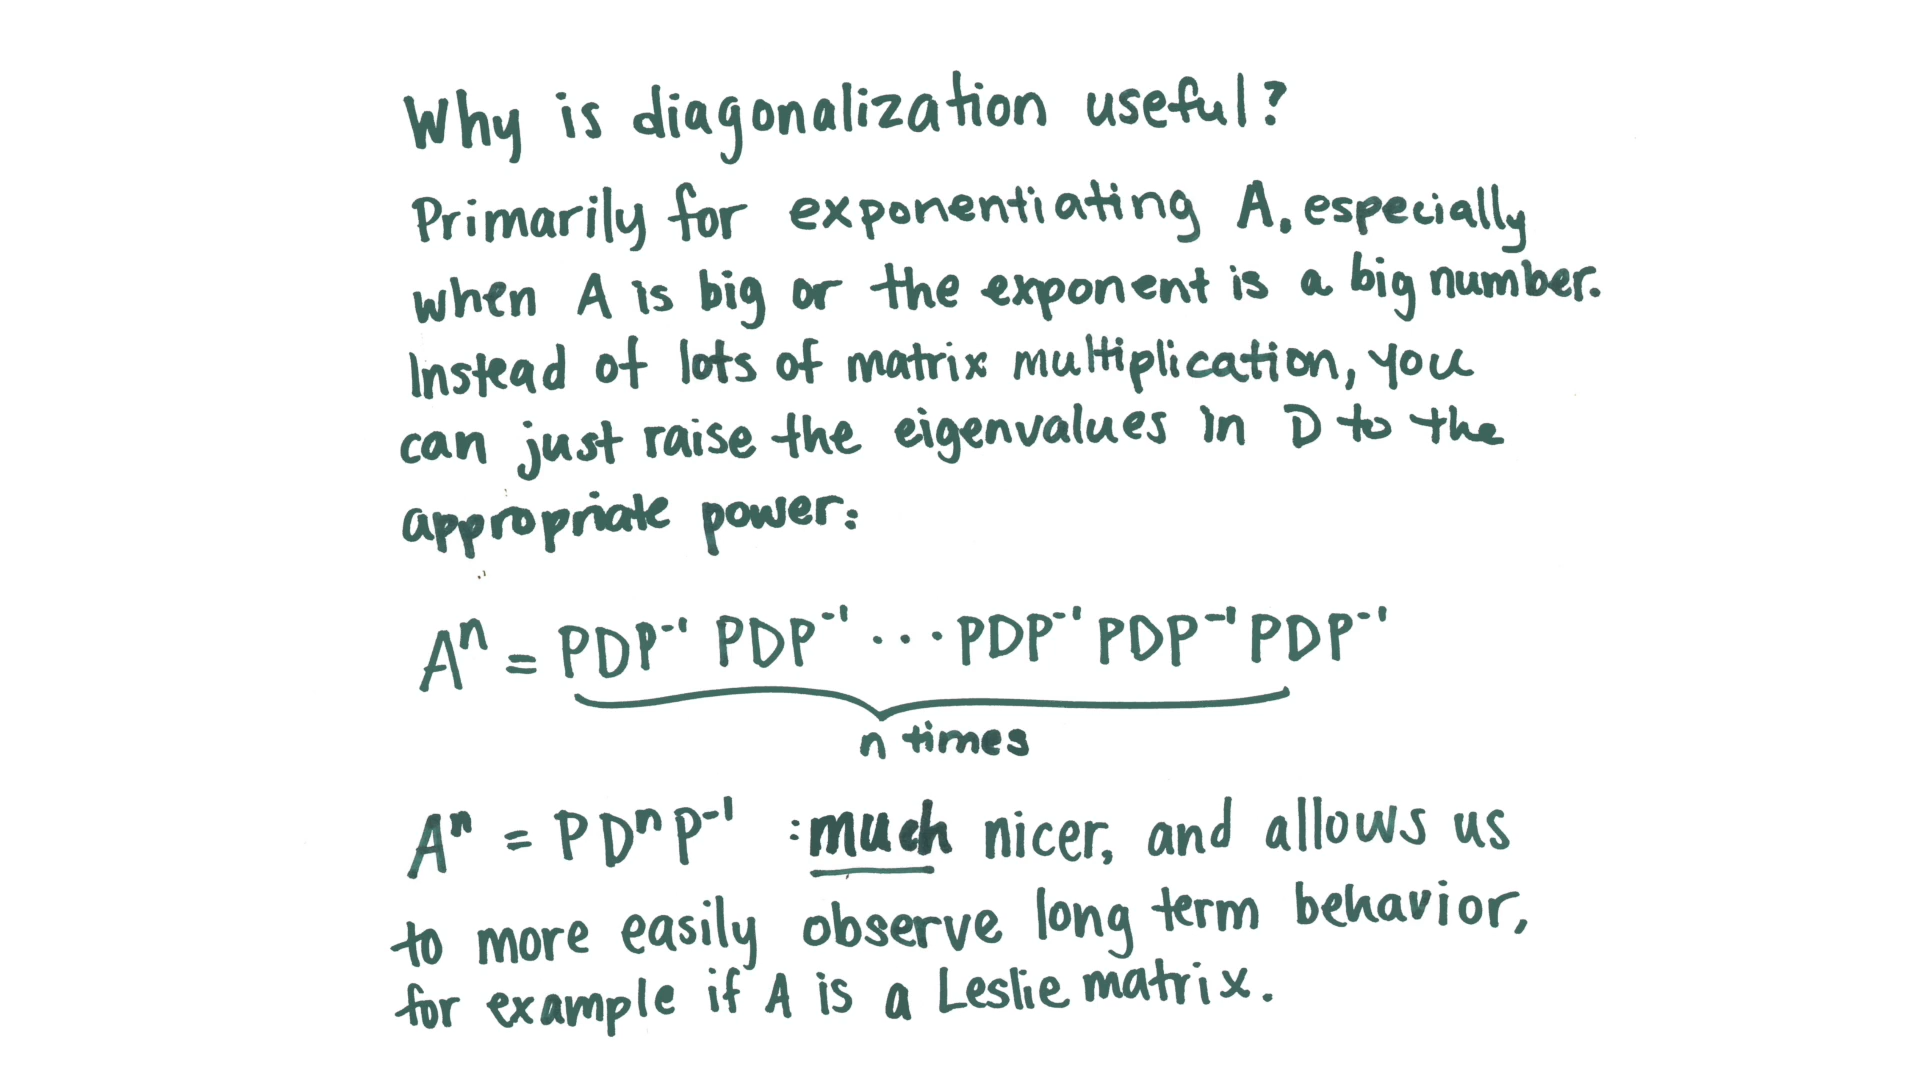 Why is diagonalization useful?
Primarily for exponentiating A, especially
when A is big or the exponent is a big number.
Instead of lots of matrix multiplication, you
can just raise the eigenvalues in D to the
appropriate power:
Aⁿ = PDP⁻¹ PDP⁻¹ ... PDP⁻¹ PDP⁻¹ PDP⁻¹
n times
Aⁿ = PDⁿP⁻¹ : much nicer, and allows us
to more easily observe long term behavior,
for example if A is a Leslie matrix.